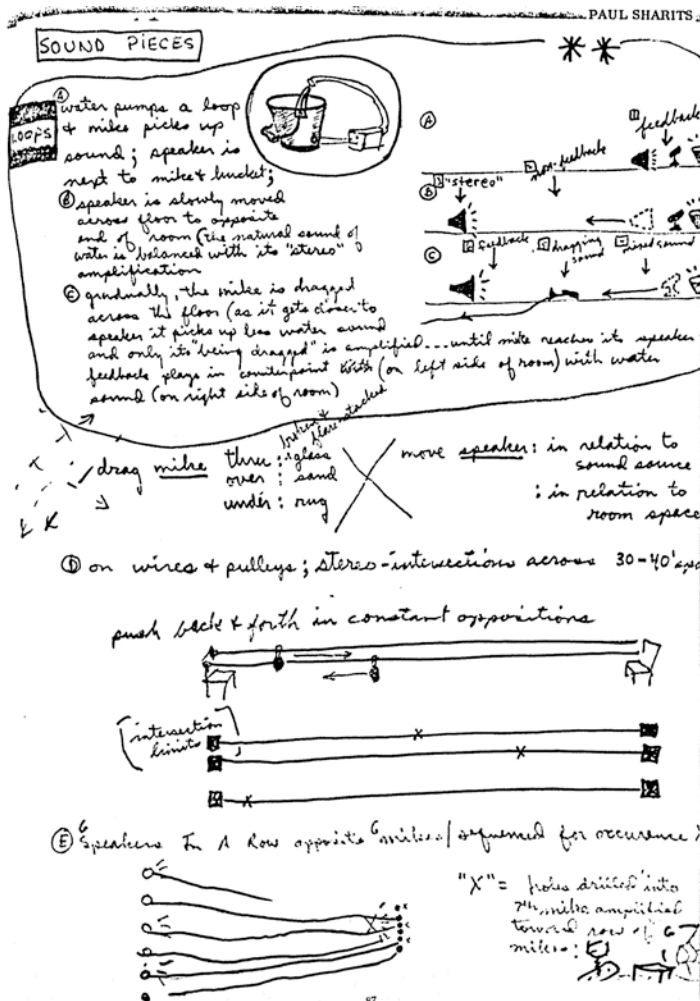 PAUL SHARITS
SOUND PIECES
LOOPS
Ⓐ water pumps a loop
& mike picks up
sound; speaker is
next to mike & bucket;
Ⓑ speaker is slowly moved
across floor to opposite
end of room (the natural sound of
water is balanced with its "stereo"
amplification
Ⓒ gradually, the mike is dragged
across the floor (as it gets closer to
speaker it picks up less water sound
and only its "being dragged" is amplified... until mike reaches its speaker
feedback plays in counterpoint (on left side of room) with water
sound (on right side of room)
Ⓐ
feedback
non-feedback
Ⓑ
"stereo"
Ⓒ
feedback
dragging sound
mixed sound
drag mike thru : broken & glass
over : sand
under : rug
move speaker : in relation to
sound source
: in relation to
room space
Ⓓ on wires & pulleys; stereo-intersections across 30-40'
push back & forth in constant oppositions
(intersection
limits)
Ⓔ 6 Speakers In A Row opposite 6 mikes / sequenced for occurence
"X" = holes drilled into
7th mike amplified
toward row of 6
mikes: